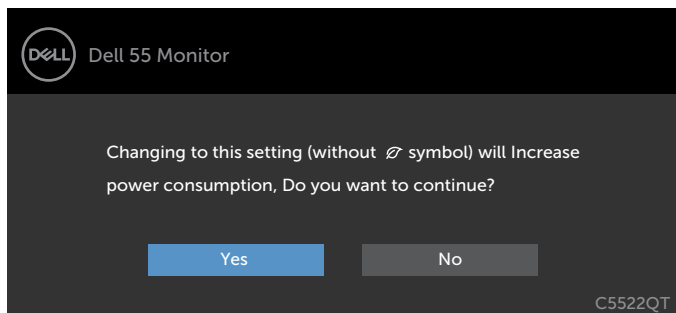 DELL Dell 55 Monitor
Changing to this setting (without symbol) will Increase
power consumption, Do you want to continue?
Yes No
C5522QT